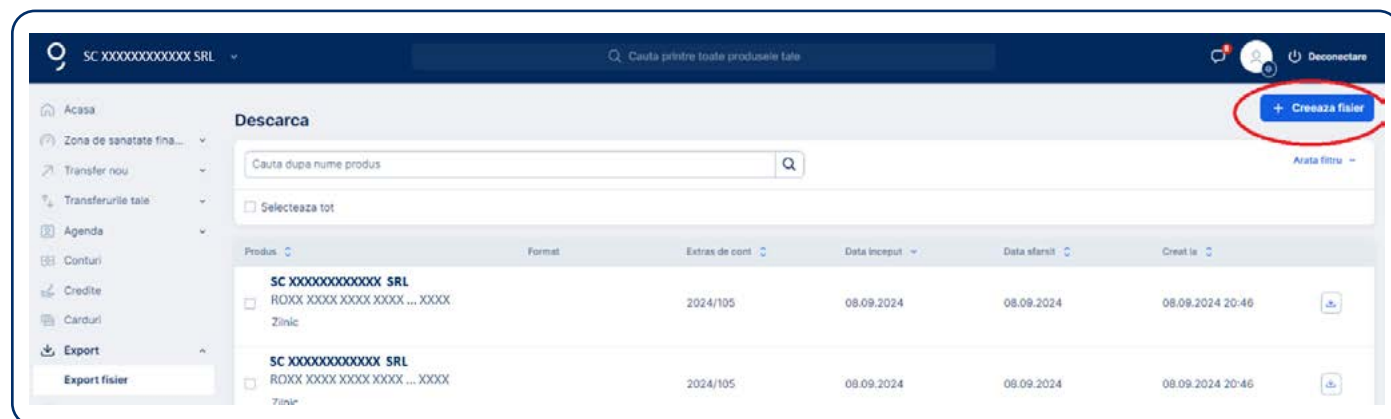 SC XXXXXXXXXXXX SRL
Cauta printre toate produsele tale
Deconectare
Acasa
Zona de sanatate fina...
Transfer nou
Transferurile tale
Agenda
Conturi
Credite
Carduri
Export
Export fisier
Descarca
+ Creeaza fisier
Cauta dupa nume produs
Arata filtru
Selecteaza tot
Produs Format Extras de cont Data inceput Data sfarsit Creat la
SC XXXXXXXXXXXX SRL
ROXX XXXX XXXX XXXX ... XXXX
Zilnic
2024/105 08.09.2024 08.09.2024 08.09.2024 20:46
SC XXXXXXXXXXXX SRL
ROXX XXXX XXXX XXXX ... XXXX
Zilnic
2024/105 08.09.2024 08.09.2024 08.09.2024 20:46